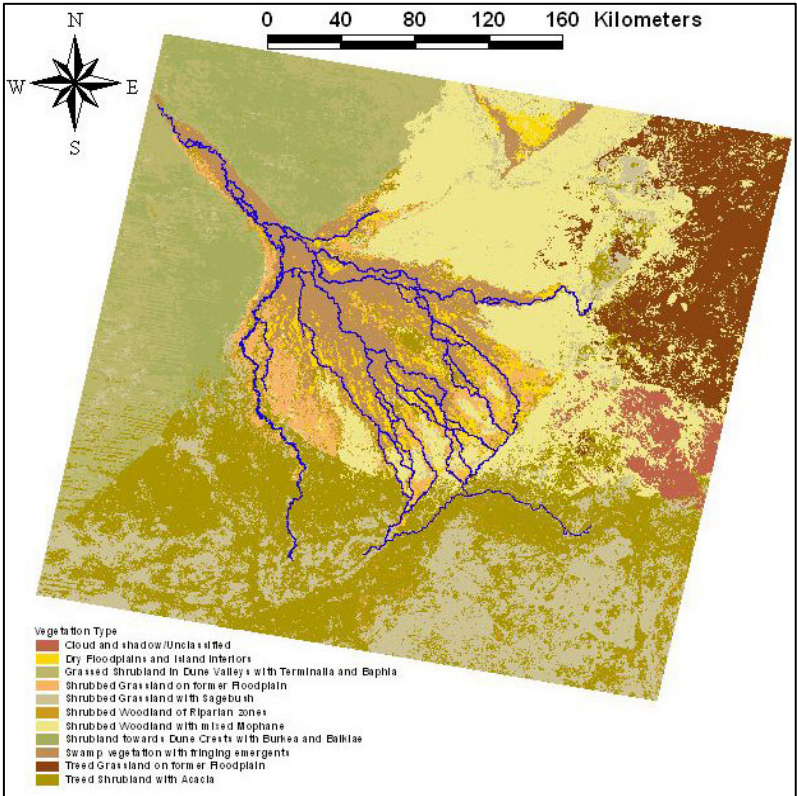 0 40 80 120 160 Kilometers
N
W E
S
Vegetation Type
Cloud and shadow/Unclassified
Dry Floodplains and Island Interiors
Grassed Shrubland in Dune Valleys with Terminalia and Baphia
Shrubbed Grassland on former Floodplain
Shrubbed Grassland with Sagebush
Shrubbed Woodland of Riparian zones
Shrubbed Woodland with mixed Mophane
Shrubland towards Dune Crests with Burkea and Baikiae
Swamp vegetation with fringing emergents
Treed Grassland on former Floodplain
Treed Shrubland with Acacia